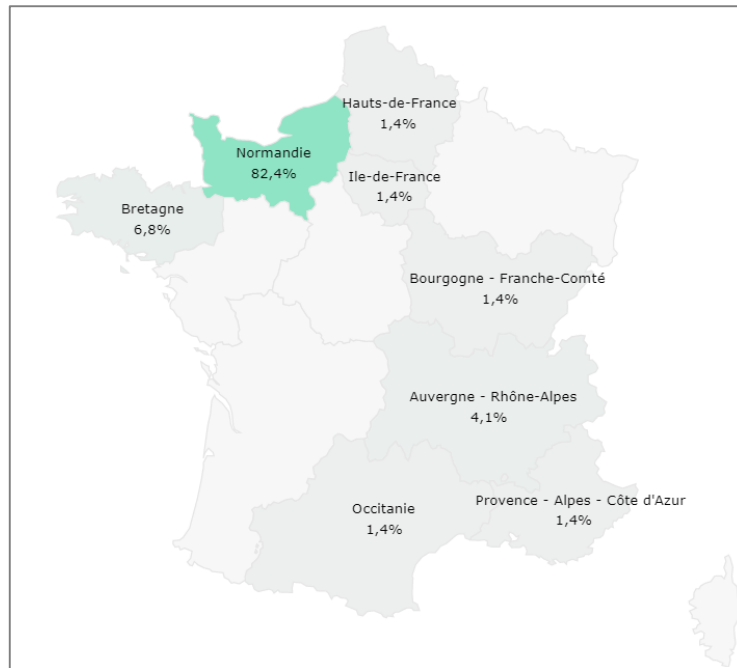 Hauts-de-France
1,4%
Normandie
82,4%
Ile-de-France
1,4%
Bretagne
6,8%
Bourgogne - Franche-Comté
1,4%
Auvergne - Rhône-Alpes
4,1%
Provence - Alpes - Côte d'Azur
1,4%
Occitanie
1,4%